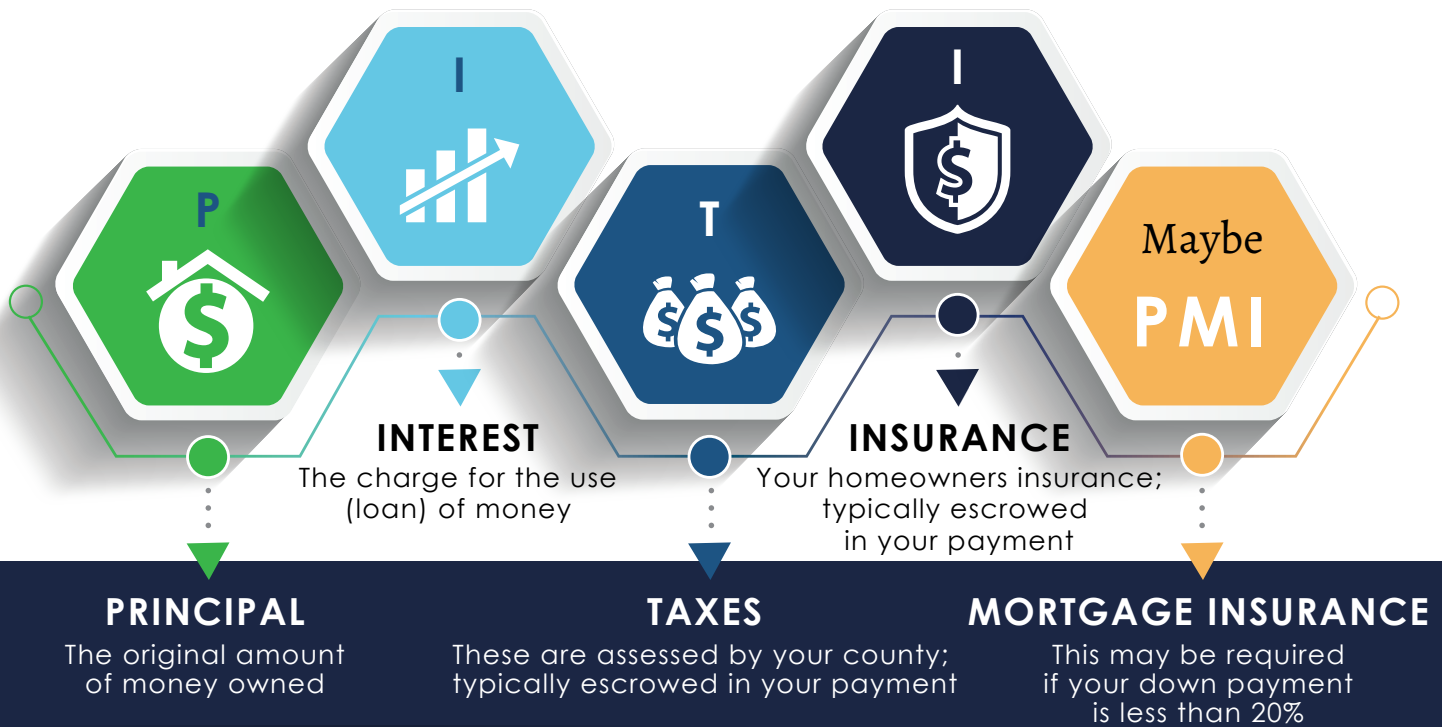 P
I
T
I
Maybe
PMI
INTEREST
The charge for the use
(loan) of money
INSURANCE
Your homeowners insurance;
typically escrowed
in your payment
PRINCIPAL
The original amount
of money owned
TAXES
These are assessed by your county;
typically escrowed in your payment
MORTGAGE INSURANCE
This may be required
if your down payment
is less than 20%